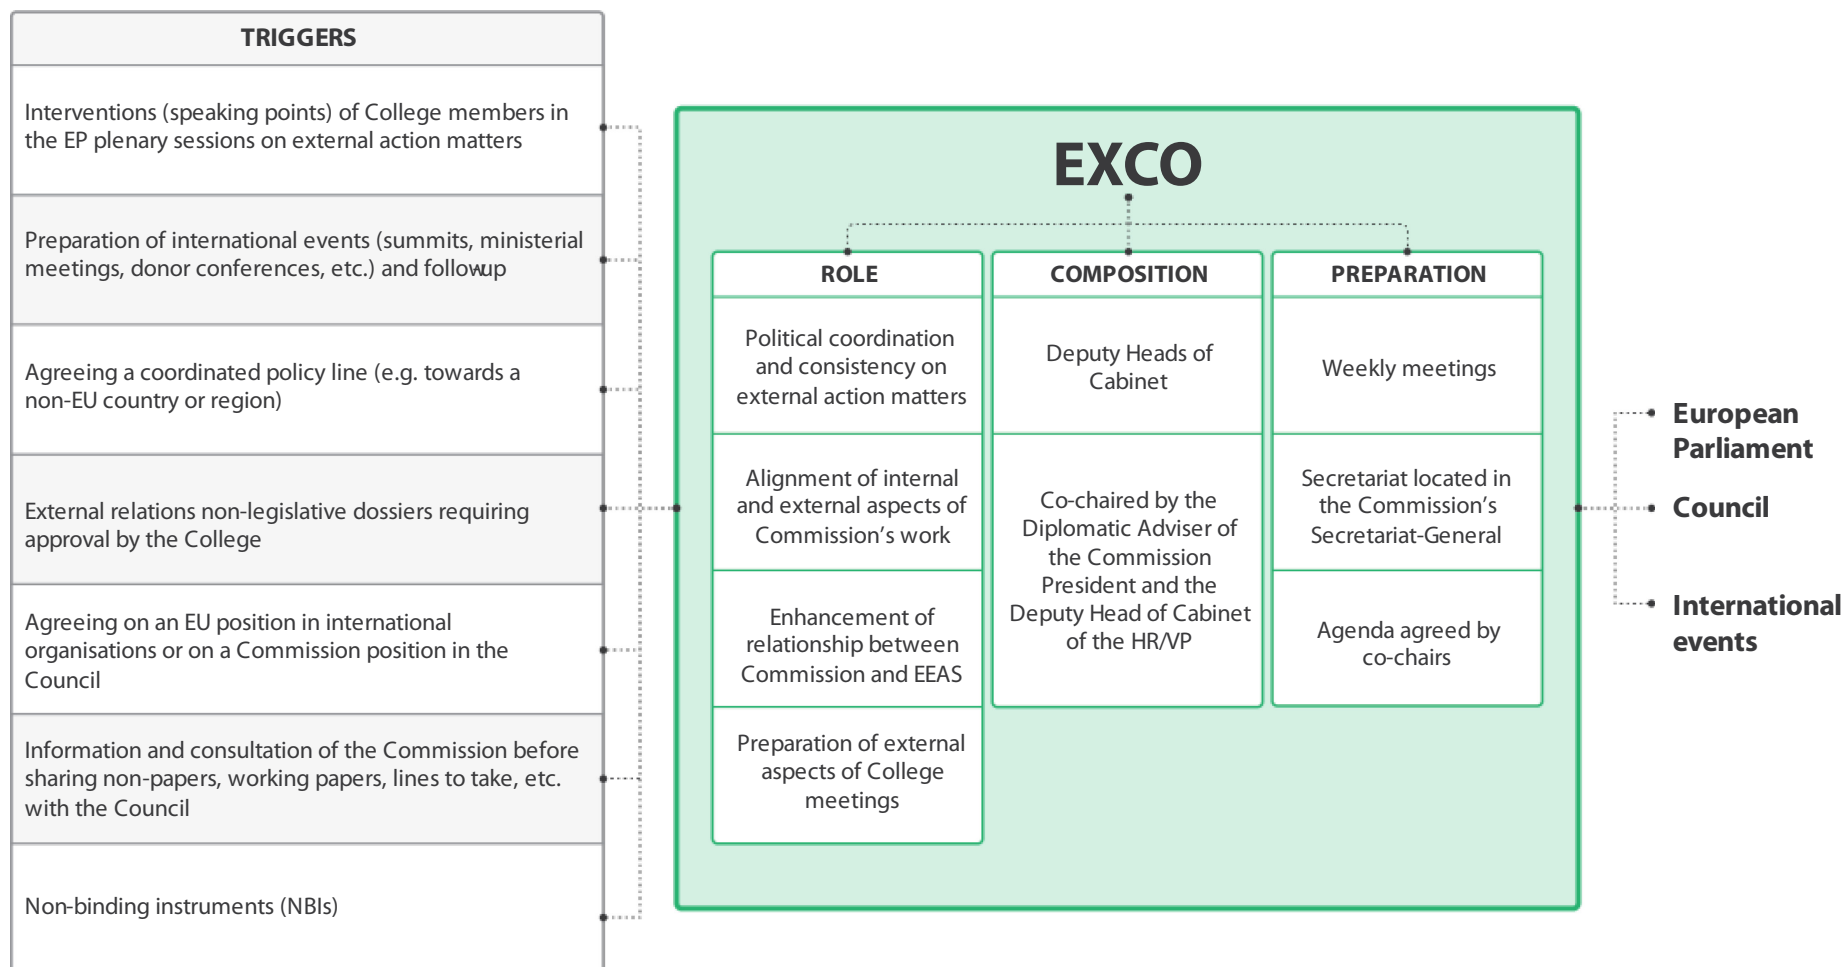 TRIGGERS
Interventions (speaking points) of College members in
the EP plenary sessions on external action matters
Preparation of international events (summits, ministerial
meetings, donor conferences, etc.) and follow-up
Agreeing a coordinated policy line (e.g. towards a
non-EU country or region)
External relations non-legislative dossiers requiring
approval by the College
Agreeing on an EU position in international
organisations or on a Commission position in the
Council
Information and consultation of the Commission before
sharing non-papers, working papers, lines to take, etc.
with the Council
Non-binding instruments (NBIs)
EXCO
ROLE
Political coordination
and consistency on
external action matters
Alignment of internal
and external aspects of
Commission’s work
Enhancement of
relationship between
Commission and EEAS
Preparation of external
aspects of College
meetings
COMPOSITION
Deputy Heads of
Cabinet
Co-chaired by the
Diplomatic Adviser of
the Commission
President and the
Deputy Head of Cabinet
of the HR/VP
PREPARATION
Weekly meetings
Secretariat located in
the Commission’s
Secretariat-General
Agenda agreed by
co-chairs
European
Parliament
Council
International
events